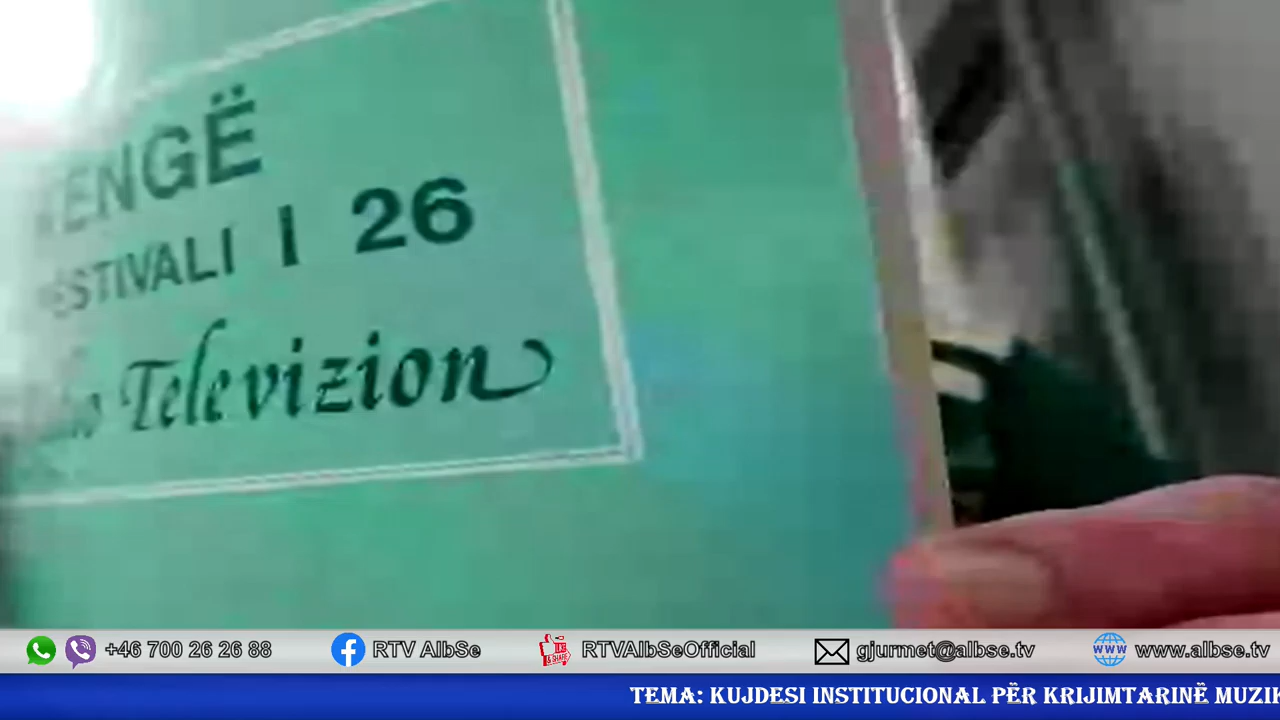 KËNGË
FESTIVALI I 26
Televizion
+46 700 26 26 88
RTV AlbSe
RTVAlbSeOfficial
gjurmet@albse.tv
www.albse.tv
TEMA: KUJDESI INSTITUCIONAL PËR KRIJIMTARINË MUZIK